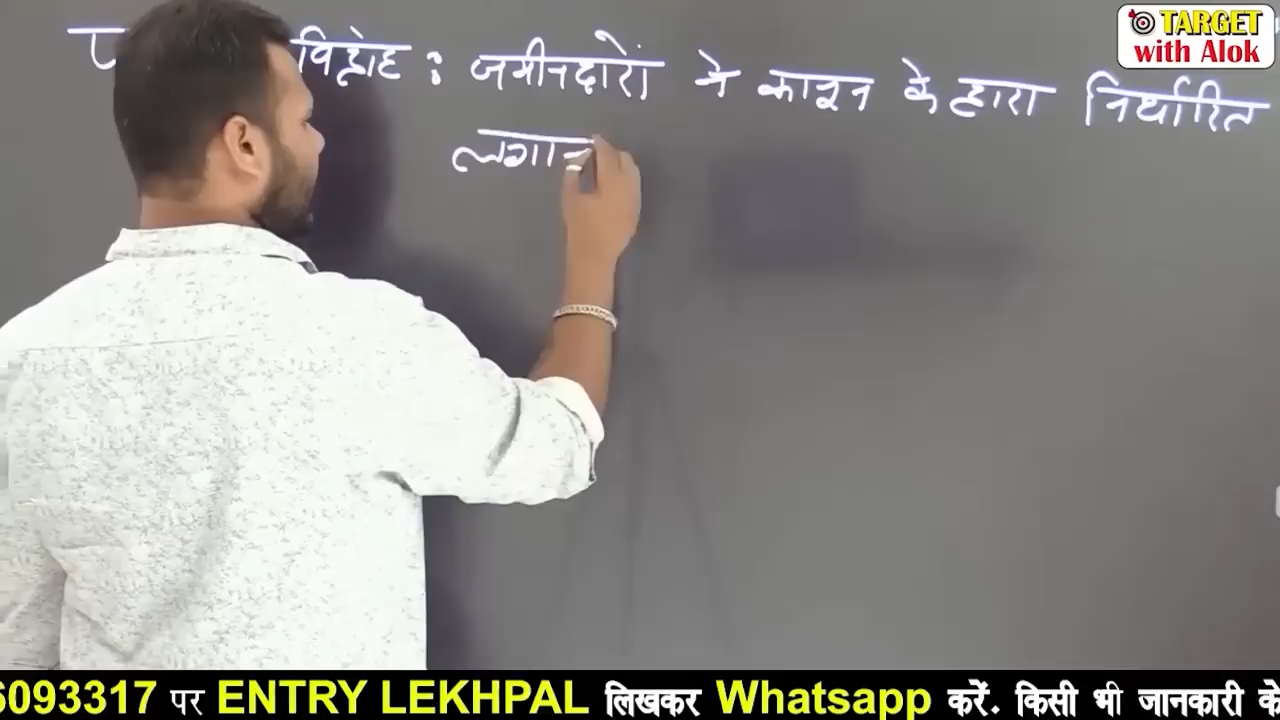 TARGET
with Alok
विद्रोह : जमीनदारों ने कानून के द्वारा निर्धारित
लगान
6093317 पर ENTRY LEKHPAL लिखकर Whatsapp करें. किसी भी जानकारी के